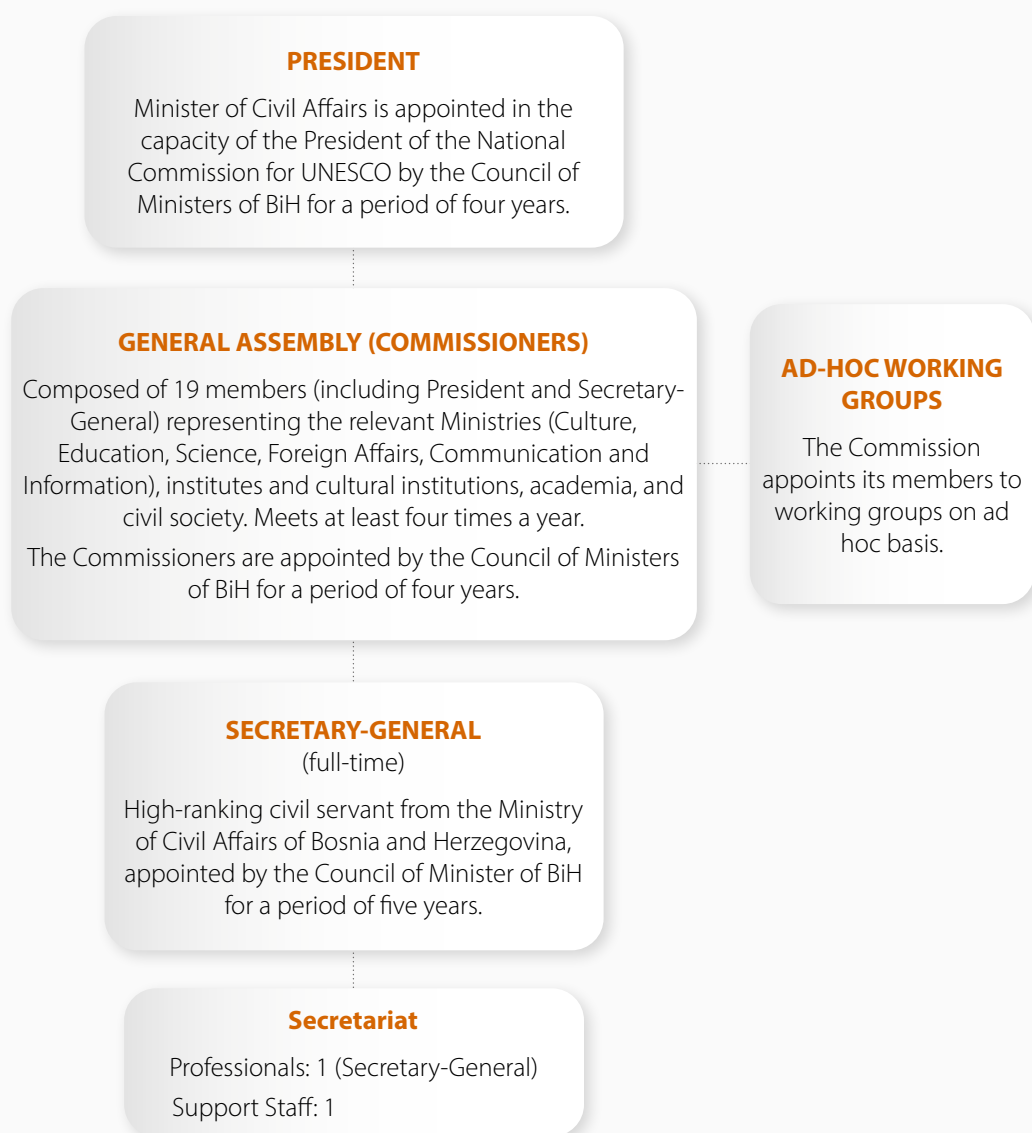 PRESIDENT
Minister of Civil Affairs is appointed in the
capacity of the President of the National
Commission for UNESCO by the Council of
Ministers of BiH for a period of four years.
GENERAL ASSEMBLY (COMMISSIONERS)
Composed of 19 members (including President and Secretary-
General) representing the relevant Ministries (Culture,
Education, Science, Foreign Affairs, Communication and
Information), institutes and cultural institutions, academia, and
civil society. Meets at least four times a year.
The Commissioners are appointed by the Council of Ministers
of BiH for a period of four years.
AD-HOC WORKING
GROUPS
The Commission
appoints its members to
working groups on ad
hoc basis.
SECRETARY-GENERAL
(full-time)
High-ranking civil servant from the Ministry
of Civil Affairs of Bosnia and Herzegovina,
appointed by the Council of Minister of BiH
for a period of five years.
Secretariat
Professionals: 1 (Secretary-General)
Support Staff: 1